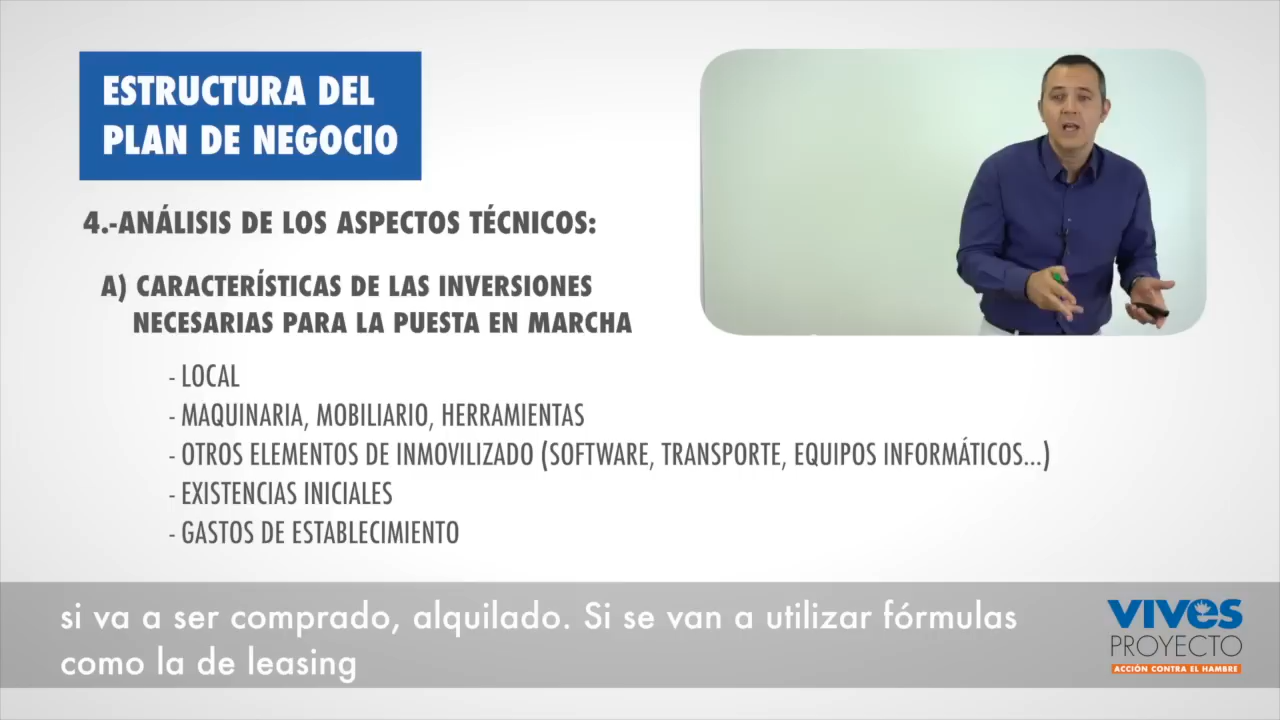 ESTRUCTURA DEL
PLAN DE NEGOCIO
4.-ANÁLISIS DE LOS ASPECTOS TÉCNICOS:
A) CARACTERÍSTICAS DE LAS INVERSIONES
NECESARIAS PARA LA PUESTA EN MARCHA
- LOCAL
- MAQUINARIA, MOBILIARIO, HERRAMIENTAS
- OTROS ELEMENTOS DE INMOVILIZADO (SOFTWARE, TRANSPORTE, EQUIPOS INFORMÁTICOS...)
- EXISTENCIAS INICIALES
- GASTOS DE ESTABLECIMIENTO
si va a ser comprado, alquilado. Si se van a utilizar fórmulas
como la de leasing
VIVES
PROYECTO
ACCIÓN CONTRA EL HAMBRE